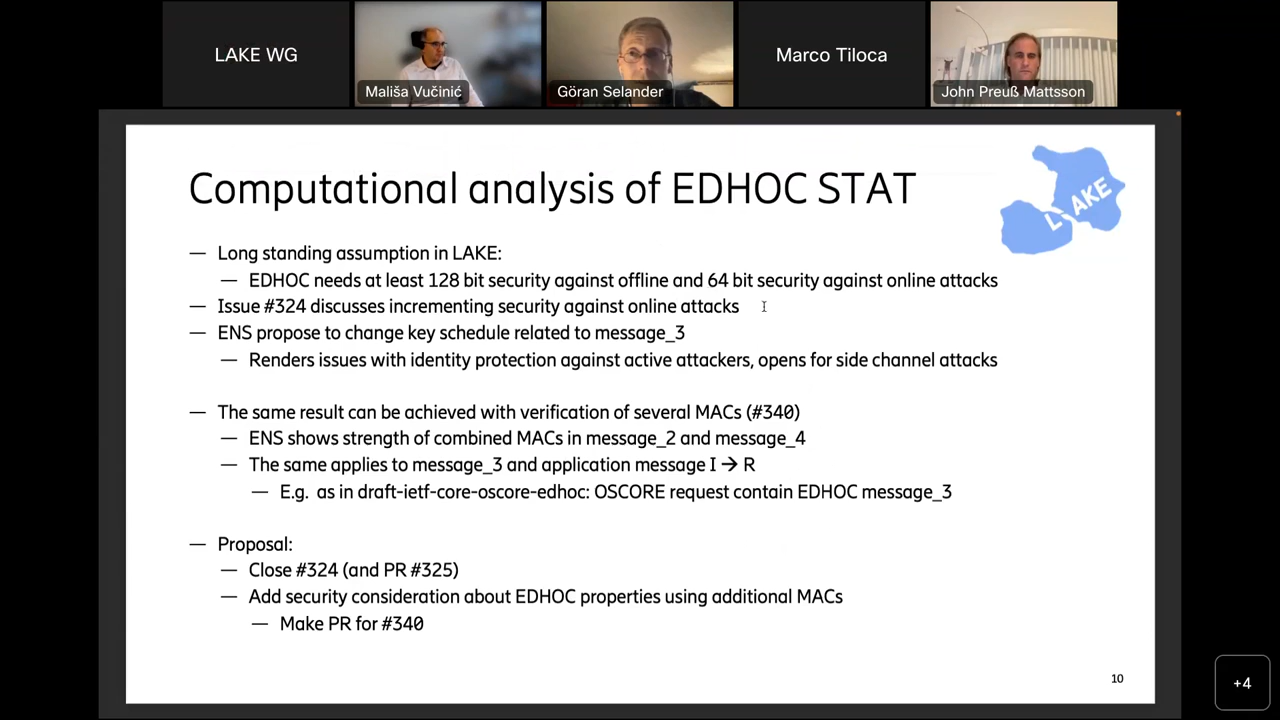 LAKE WG
Mališa Vučinić
Göran Selander
Marco Tiloca
John Preuß Mattsson
Computational analysis of EDHOC STAT
LAKE
— Long standing assumption in LAKE:
— EDHOC needs at least 128 bit security against offline and 64 bit security against online attacks
— Issue #324 discusses incrementing security against online attacks
— ENS propose to change key schedule related to message_3
— Renders issues with identity protection against active attackers, opens for side channel attacks
— The same result can be achieved with verification of several MACs (#340)
— ENS shows strength of combined MACs in message_2 and message_4
— The same applies to message_3 and application message I → R
— E.g. as in draft-ietf-core-oscore-edhoc: OSCORE request contain EDHOC message_3
— Proposal:
— Close #324 (and PR #325)
— Add security consideration about EDHOC properties using additional MACs
— Make PR for #340
10
+4